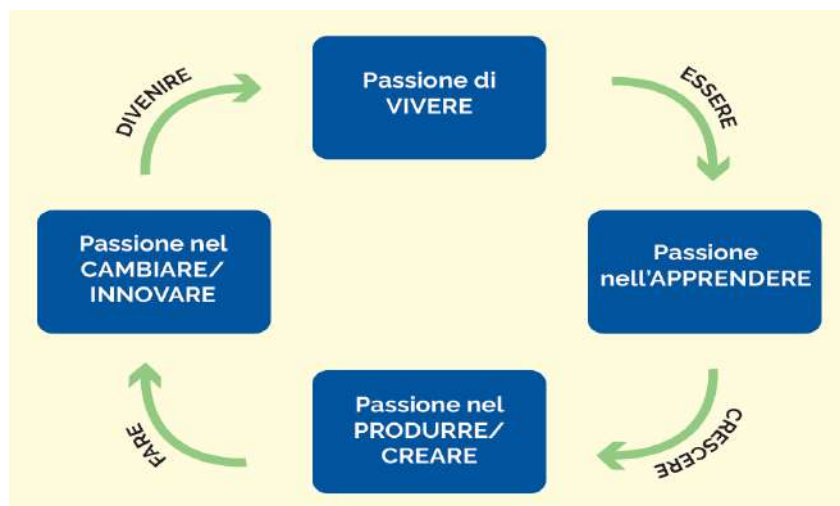 DIVENIRE
Passione di
VIVERE
ESSERE
Passione nel
CAMBIARE/
INNOVARE
Passione
nell'APPRENDERE
FARE
Passione nel
PRODURRE/
CREARE
CRESCERE